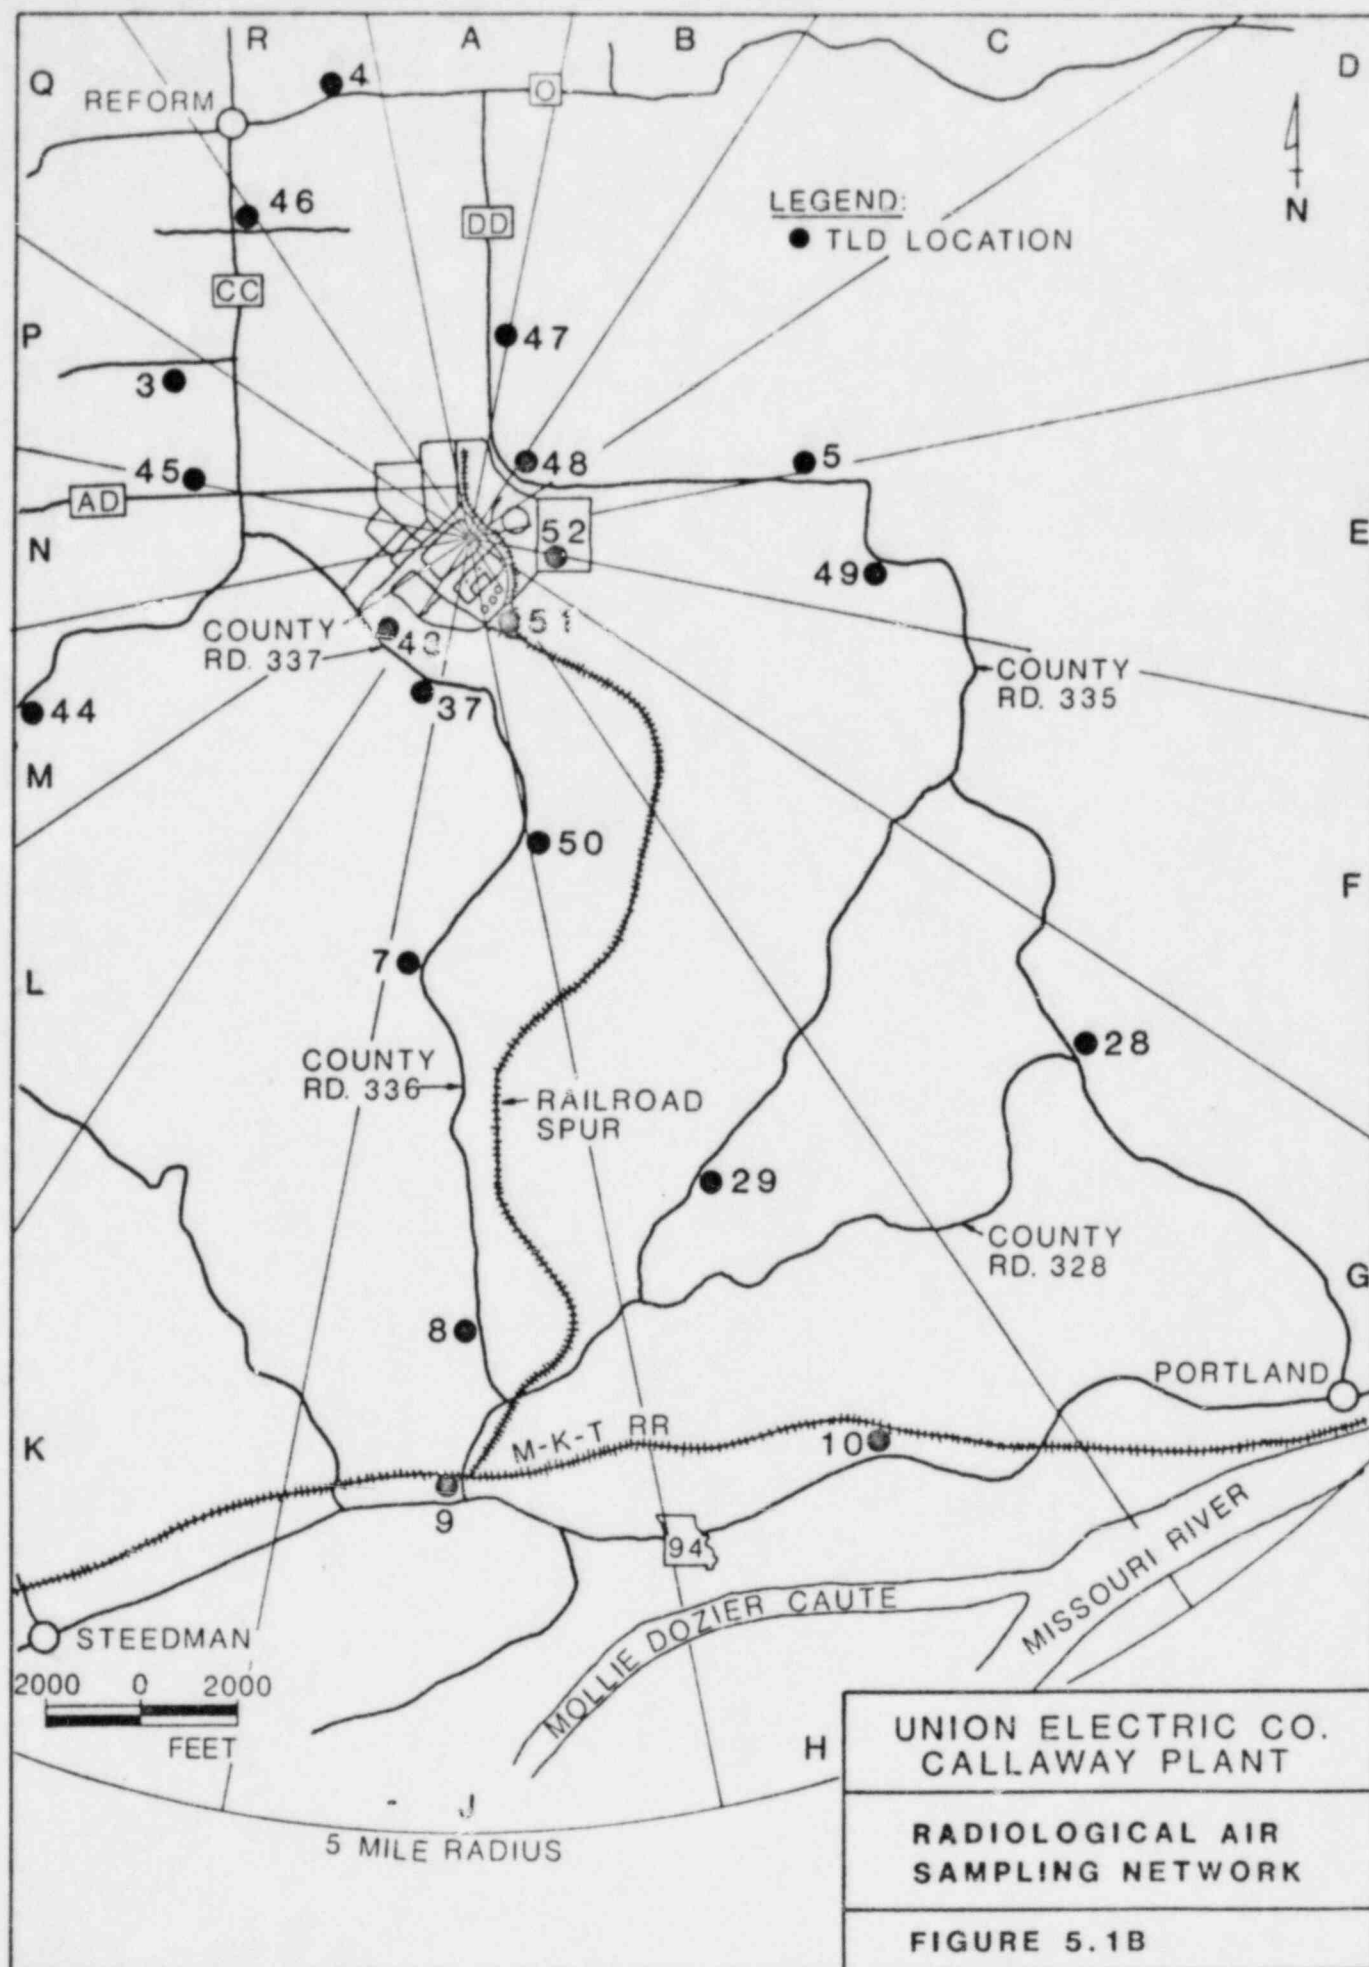 R
A
B
C
D
Q
REFORM
4
O
46
DD
LEGEND:
TLD LOCATION
N
CC
P
47
3
45
48
5
AD
52
N
E
49
COUNTY
RD. 337
51
37
COUNTY
RD. 335
44
M
50
F
7
L
28
COUNTY
RD. 336
RAILROAD
SPUR
29
COUNTY
RD. 328
G
8
PORTLAND
M-K-T RR
10
K
9
94
MISSOURI RIVER
MOLLIE DOZIER CAUTE
STEEDMAN
2000 0 2000
FEET
H
J
5 MILE RADIUS
UNION ELECTRIC CO.
CALLAWAY PLANT
RADIOLOGICAL AIR
SAMPLING NETWORK
FIGURE 5.1B